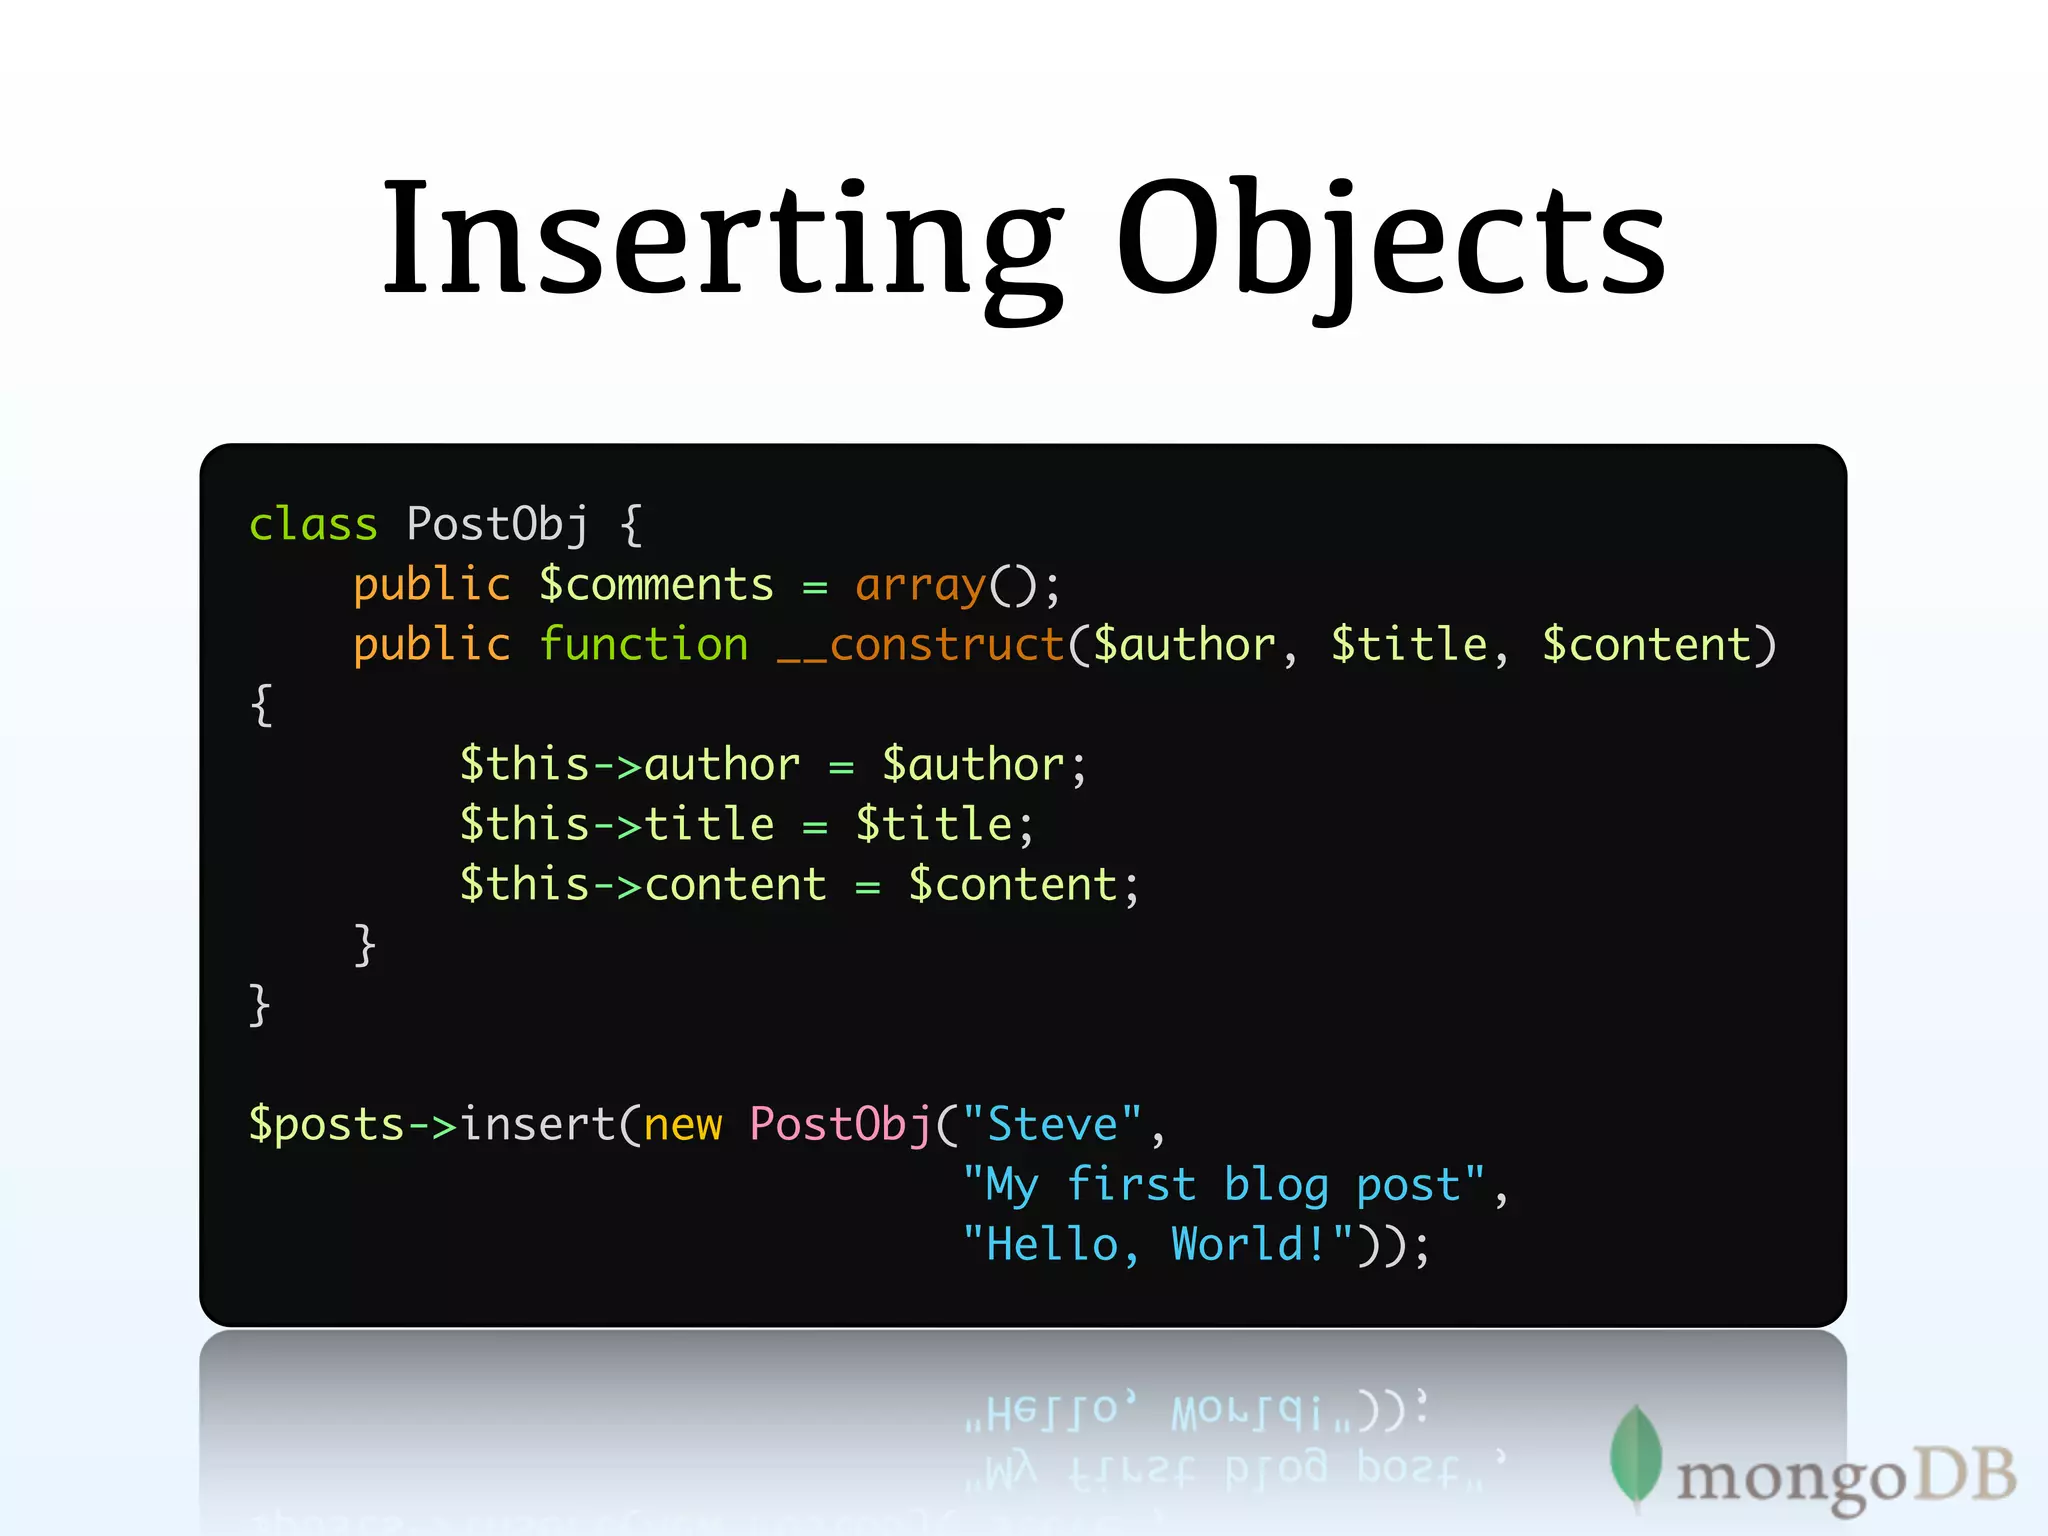 Inserting Objects
class PostObj {
    public $comments = array();
    public function __construct($author, $title, $content)
{
        $this->author = $author;
        $this->title = $title;
        $this->content = $content;
    }
}
$posts->insert(new PostObj("Steve",
                           "My first blog post",
                           "Hello, World!"));
mongoDB